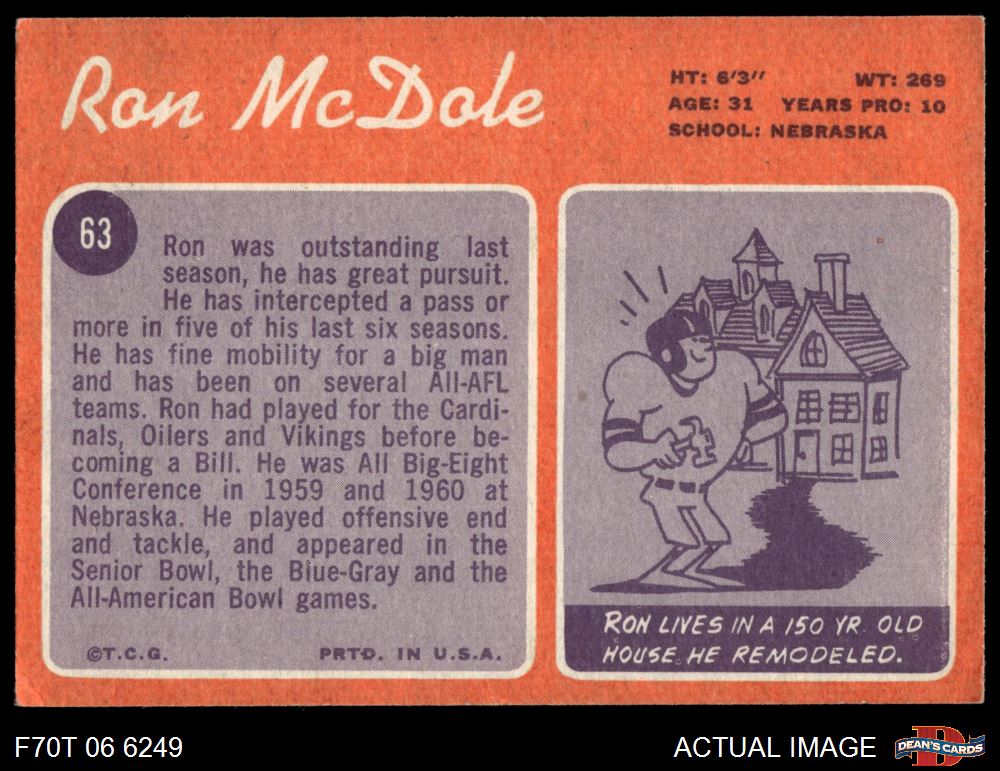 Ron McDole
HT: 6'3" WT: 269
AGE: 31 YEARS PRO: 10
SCHOOL: NEBRASKA
63
Ron was outstanding last
season, he has great pursuit.
He has intercepted a pass or
more in five of his last six seasons.
He has fine mobility for a big man
and has been on several All-AFL
teams. Ron had played for the Cardi-
nals, Oilers and Vikings before be-
coming a Bill. He was All Big-Eight
Conference in 1959 and 1960 at
Nebraska. He played offensive end
and tackle, and appeared in the
Senior Bowl, the Blue-Gray and the
All-American Bowl games.
©T.C.G. PRTD. IN U.S.A.
RON LIVES IN A 150 YR. OLD
HOUSE HE REMODELED.
F70T 06 6249
ACTUAL IMAGE
D
DEAN'S CARDS